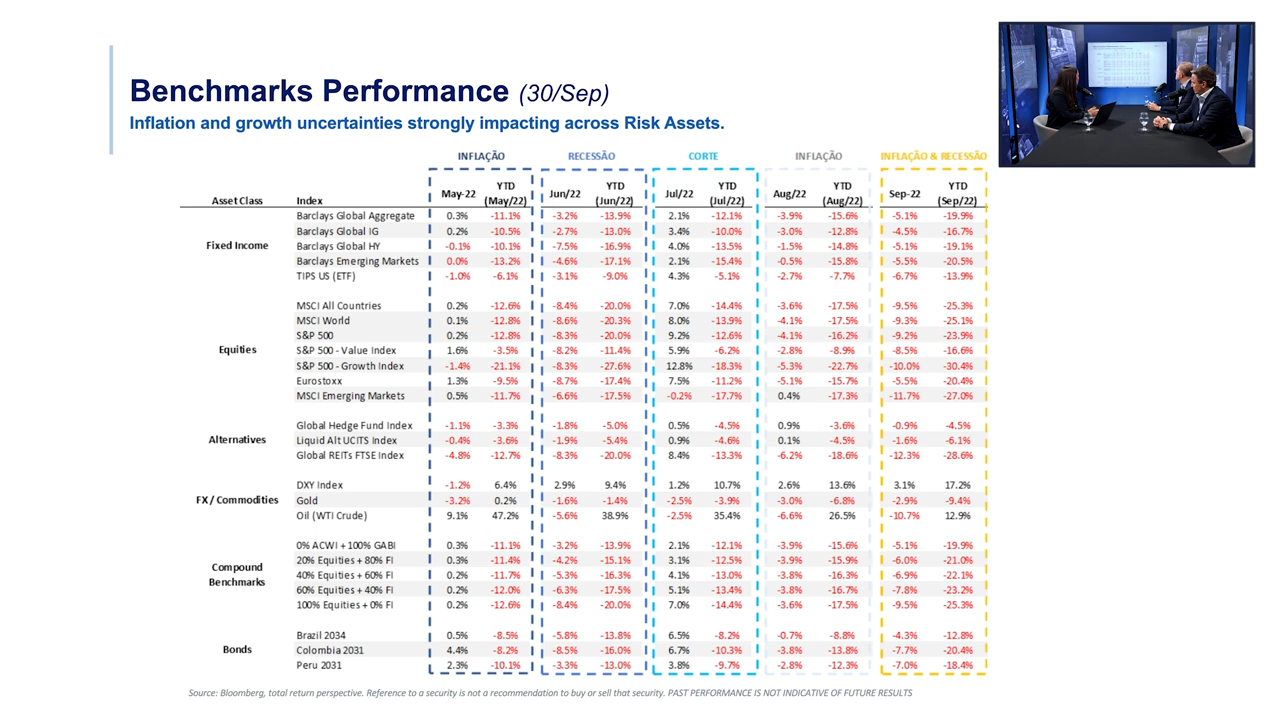 Benchmarks Performance (30/Sep)
Inflation and growth uncertainties strongly impacting across Risk Assets.
INFLAÇÃO RECESSÃO CORTE INFLAÇÃO INFLAÇÃO & RECESSÃO
Asset Class Index May-22 YTD (May/22) Jun/22 YTD (Jun/22) Jul/22 YTD (Jul/22) Aug/22 YTD (Aug/22) Sep-22 YTD (Sep/22)
Fixed Income
Barclays Global Aggregate 0.3% -11.1% -3.2% -13.9% 2.1% -12.1% -3.9% -15.6% -5.1% -19.9%
Barclays Global IG 0.2% -10.5% -2.7% -13.0% 3.4% -10.0% -3.0% -12.8% -4.5% -16.7%
Barclays Global HY -0.1% -10.1% -7.5% -16.9% 4.0% -13.5% -1.5% -14.8% -5.1% -19.1%
Barclays Emerging Markets 0.0% -13.2% -4.6% -17.1% 2.1% -15.4% -0.5% -15.8% -5.5% -20.5%
TIPS US (ETF) -1.0% -6.1% -3.1% -9.0% 4.3% -5.1% -2.7% -7.7% -6.7% -13.9%
Equities
MSCI All Countries 0.2% -12.6% -8.4% -20.0% 7.0% -14.4% -3.6% -17.5% -9.5% -25.3%
MSCI World 0.1% -12.8% -8.6% -20.3% 8.0% -13.9% -4.1% -17.5% -9.3% -25.1%
S&P 500 0.2% -12.8% -8.3% -20.0% 9.2% -12.6% -4.1% -16.2% -9.2% -23.9%
S&P 500 - Value Index 1.6% -3.5% -8.2% -11.4% 5.9% -6.2% -2.8% -8.9% -8.5% -16.6%
S&P 500 - Growth Index -1.4% -21.1% -8.3% -27.6% 12.8% -18.3% -5.3% -22.7% -10.0% -30.4%
Eurostoxx 1.3% -9.5% -8.7% -17.4% 7.5% -11.2% -5.1% -15.7% -5.5% -20.4%
MSCI Emerging Markets 0.5% -11.7% -6.6% -17.5% -0.2% -17.7% 0.4% -17.3% -11.7% -27.0%
Alternatives
Global Hedge Fund Index -1.1% -3.3% -1.8% -5.0% 0.5% -4.5% 0.9% -3.6% -0.9% -4.5%
Liquid Alt UCITS Index -0.4% -3.6% -1.9% -5.4% 0.9% -4.6% 0.1% -4.5% -1.6% -6.1%
Global REITs FTSE Index -4.8% -12.7% -8.3% -20.0% 8.4% -13.3% -6.2% -18.6% -12.3% -28.6%
FX / Commodities
DXY Index -1.2% 6.4% 2.9% 9.4% 1.2% 10.7% 2.6% 13.6% 3.1% 17.2%
Gold -3.2% 0.2% -1.6% -1.4% -2.5% -3.9% -3.0% -6.8% -2.9% -9.4%
Oil (WTI Crude) 9.1% 47.2% -5.6% 38.9% -2.5% 35.4% -6.6% 26.5% -10.7% 12.9%
Compound Benchmarks
0% ACWI + 100% GABI 0.3% -11.1% -3.2% -13.9% 2.1% -12.1% -3.9% -15.6% -5.1% -19.9%
20% Equities + 80% FI 0.3% -11.4% -4.2% -15.1% 3.1% -12.5% -3.9% -15.9% -6.0% -21.0%
40% Equities + 60% FI 0.2% -11.7% -5.3% -16.3% 4.1% -13.0% -3.8% -16.3% -6.9% -22.1%
60% Equities + 40% FI 0.2% -12.0% -6.3% -17.5% 5.1% -13.4% -3.8% -16.7% -7.8% -23.2%
100% Equities + 0% FI 0.2% -12.6% -8.4% -20.0% 7.0% -14.4% -3.6% -17.5% -9.5% -25.3%
Bonds
Brazil 2034 0.5% -8.5% -5.8% -13.8% 6.5% -8.2% -0.7% -8.8% -4.3% -12.8%
Colombia 2031 4.4% -8.2% -8.5% -16.0% 6.7% -10.3% -3.8% -13.8% -7.7% -20.4%
Peru 2031 2.3% -10.1% -3.3% -13.0% 3.8% -9.7% -2.8% -12.3% -7.0% -18.4%
Source: Bloomberg, total return perspective. Reference to a security is not a recommendation to buy or sell that security. PAST PERFORMANCE IS NOT INDICATIVE OF FUTURE RESULTS